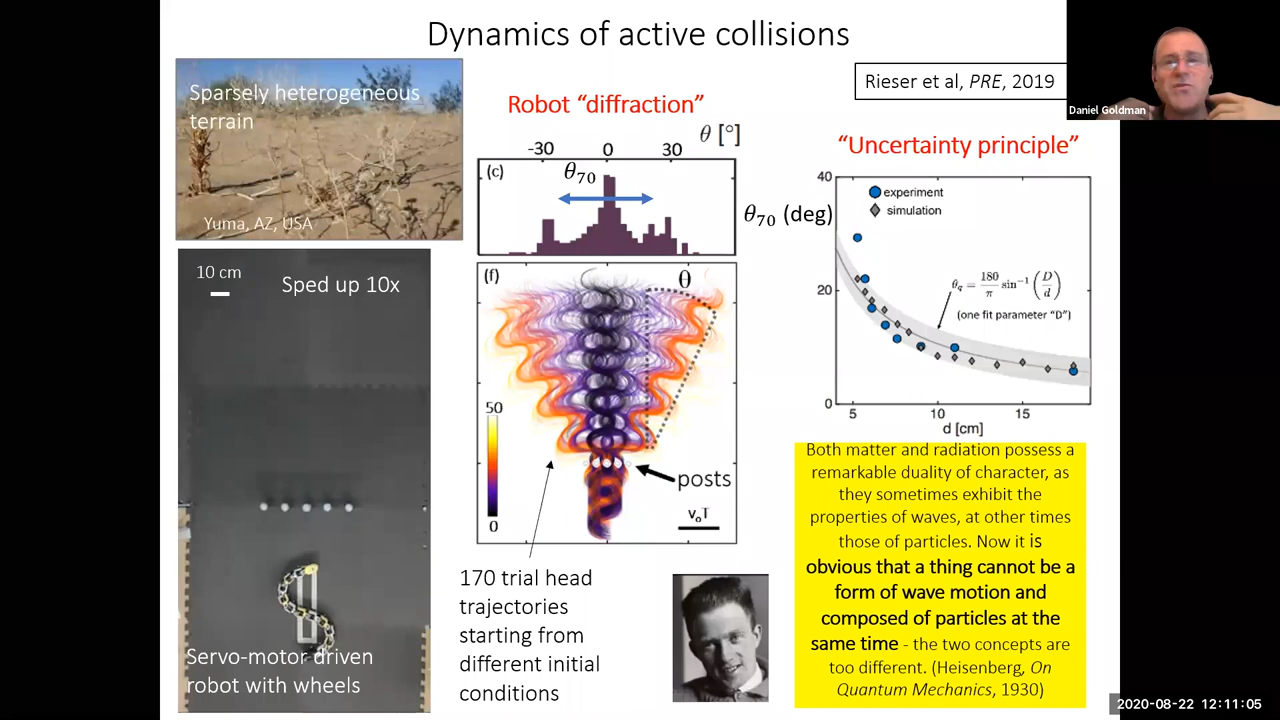 Dynamics of active collisions
Sparsely heterogeneous
terrain
Yuma, AZ, USA
10 cm
Sped up 10x
Servo-motor driven
robot with wheels
Robot “diffraction”
θ [°]
-30 0 30
(c)
θ70
(f)
θ
50
0
posts
v₀T
170 trial head
trajectories
starting from
different initial
conditions
Rieser et al, PRE, 2019
Daniel Goldman
“Uncertainty principle”
40
experiment
simulation
θ70 (deg)
20
θq = 180/π sin⁻¹ (D/d)
(one fit parameter “D”)
0
5 10 15
d [cm]
Both matter and radiation possess a
remarkable duality of character, as
they sometimes exhibit the
properties of waves, at other times
those of particles. Now it is
obvious that a thing cannot be a
form of wave motion and
composed of particles at the
same time - the two concepts are
too different. (Heisenberg, On
Quantum Mechanics, 1930)
2020-08-22 12:11:05